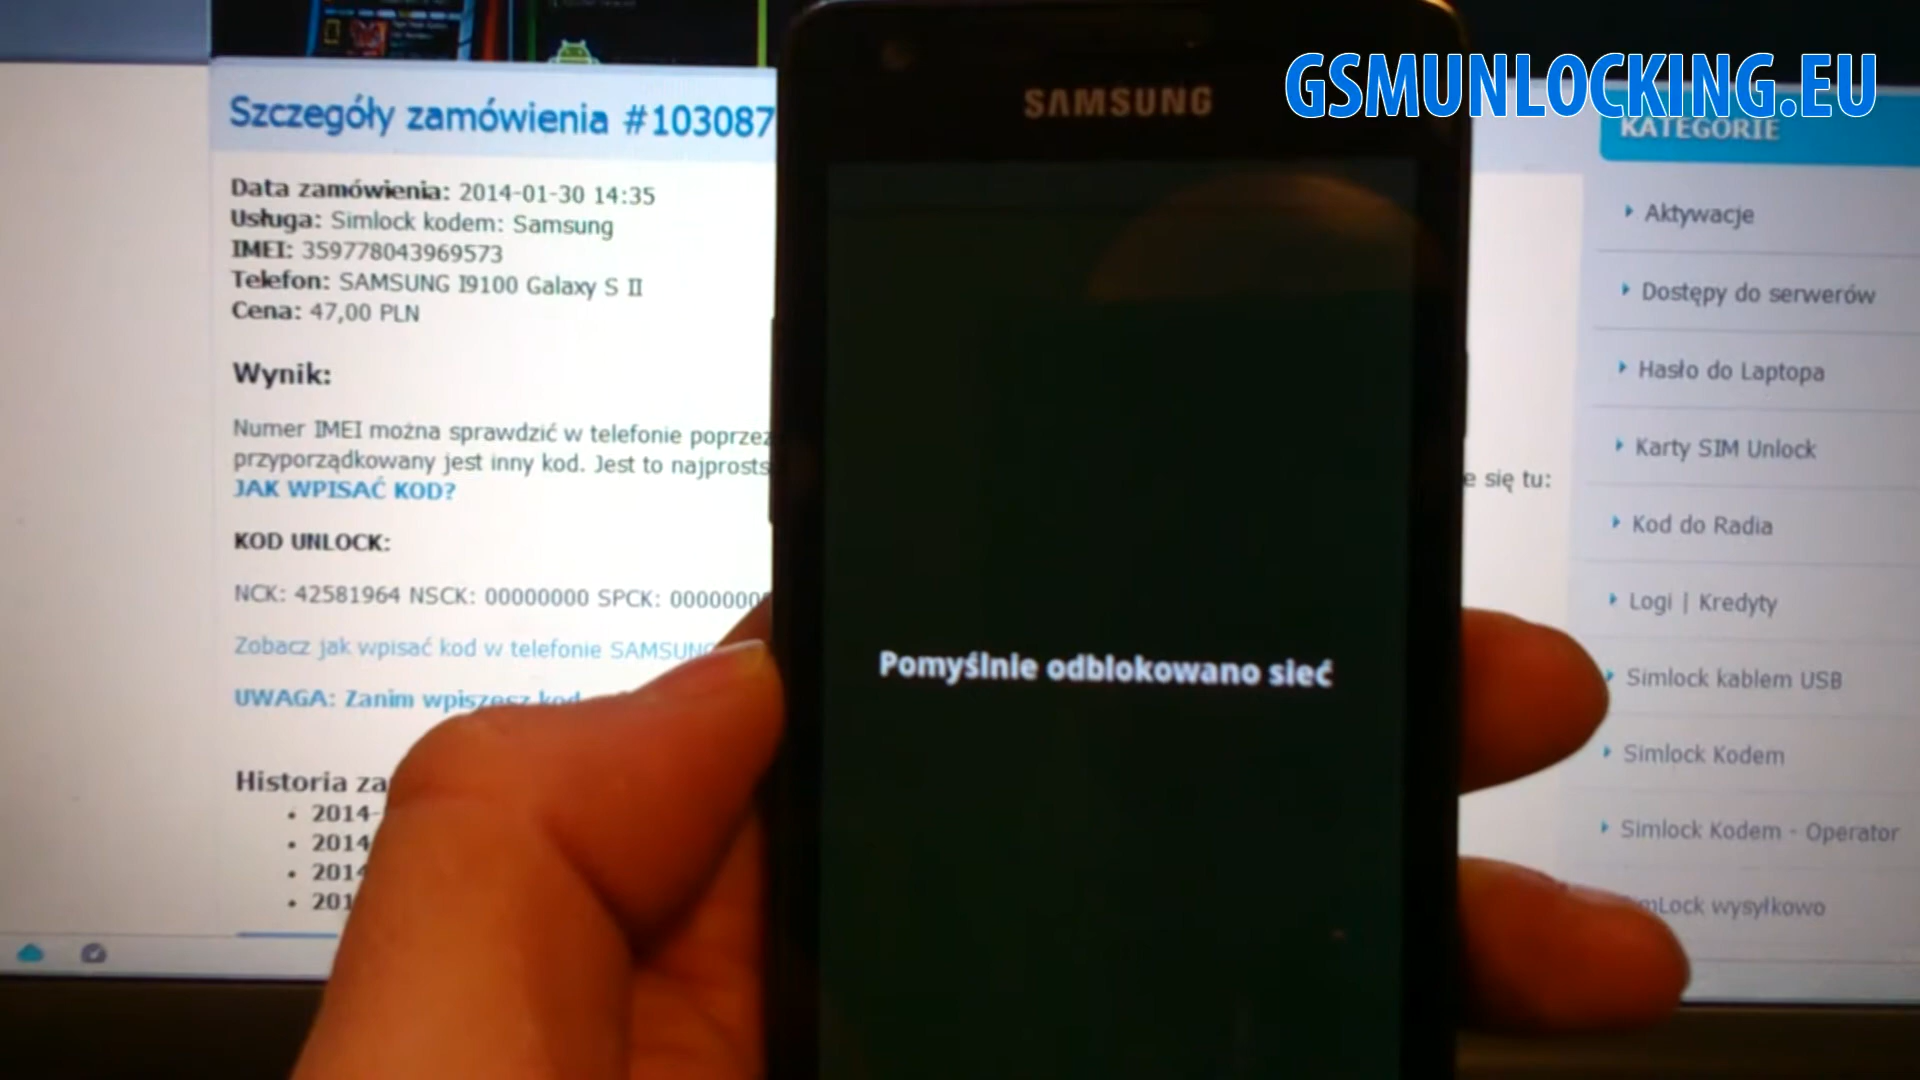 GSMUNLOCKING.EU
SAMSUNG
Szczegóły zamówienia #103087
Data zamówienia: 2014-01-30 14:35
Usługa: Simlock kodem: Samsung
IMEI: 359778043969573
Telefon: SAMSUNG I9100 Galaxy S II
Cena: 47,00 PLN
Wynik:
Numer IMEI można sprawdzić w telefonie poprzez
przyporządkowany jest inny kod. Jest to najprosts
się tu:
JAK WPISAĆ KOD?
KOD UNLOCK:
NCK: 42581964 NSCK: 00000000 SPCK: 00000000
Zobacz jak wpisać kod w telefonie SAMSUNG
UWAGA: Zanim wpiszesz kod
Historia za
2014-
2014
2014
201
Pomyślnie odblokowano sieć
KATEGORIE
Aktywacje
Dostępy do serwerów
Hasło do Laptopa
Karty SIM Unlock
Kod do Radia
Logi | Kredyty
Simlock kablem USB
Simlock Kodem
Simlock Kodem - Operator
mLock wysyłkowo